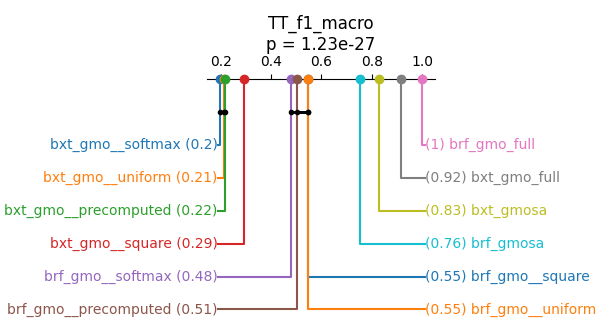 TT_f1_macro
p = 1.23e-27
0.2 0.4 0.6 0.8 1.0
bxt_gmo__softmax (0.2)
(1) brf_gmo_full
bxt_gmo__uniform (0.21)
(0.92) bxt_gmo_full
bxt_gmo__precomputed (0.22)
(0.83) bxt_gmosa
bxt_gmo__square (0.29)
(0.76) brf_gmosa
brf_gmo__softmax (0.48)
(0.55) brf_gmo__square
brf_gmo__precomputed (0.51)
(0.55) brf_gmo__uniform